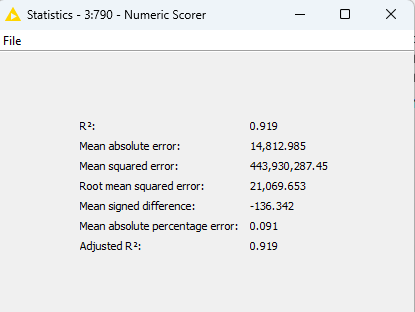 Statistics - 3:790 - Numeric Scorer
File
R²: 0.919
Mean absolute error: 14,812.985
Mean squared error: 443,930,287.45
Root mean squared error: 21,069.653
Mean signed difference: -136.342
Mean absolute percentage error: 0.091
Adjusted R²: 0.919